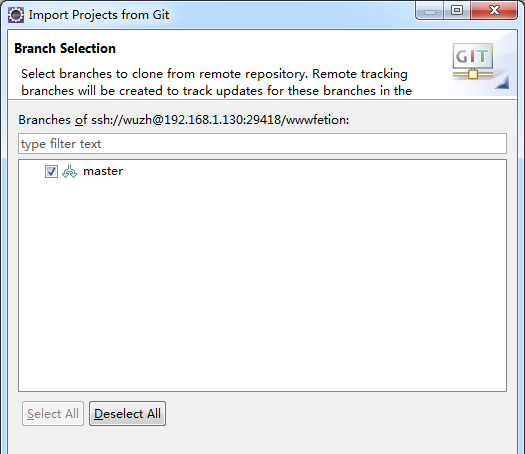 Import Projects from Git
Branch Selection
GIT
Select branches to clone from remote repository. Remote tracking
branches will be created to track updates for these branches in the
Branches of ssh://wuzh@192.168.1.130:29418/wwwfetion:
type filter text
master
Select All Deselect All